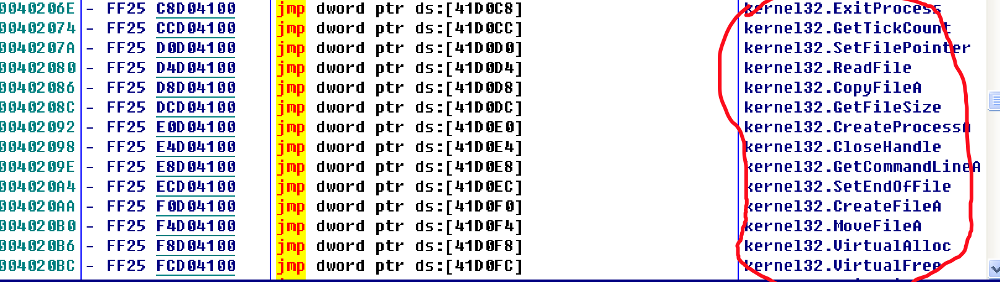 0040206E - FF25 C8D04100 jmp dword ptr ds:[41D0C8] kernel32.ExitProcess
00402074 - FF25 CCD04100 jmp dword ptr ds:[41D0CC] kernel32.GetTickCount
0040207A - FF25 D0D04100 jmp dword ptr ds:[41D0D0] kernel32.SetFilePointer
00402080 - FF25 D4D04100 jmp dword ptr ds:[41D0D4] kernel32.ReadFile
00402086 - FF25 D8D04100 jmp dword ptr ds:[41D0D8] kernel32.CopyFileA
0040208C - FF25 DCD04100 jmp dword ptr ds:[41D0DC] kernel32.GetFileSize
00402092 - FF25 E0D04100 jmp dword ptr ds:[41D0E0] kernel32.CreateProcessA
00402098 - FF25 E4D04100 jmp dword ptr ds:[41D0E4] kernel32.CloseHandle
0040209E - FF25 E8D04100 jmp dword ptr ds:[41D0E8] kernel32.GetCommandLineA
004020A4 - FF25 ECD04100 jmp dword ptr ds:[41D0EC] kernel32.SetEndOfFile
004020AA - FF25 F0D04100 jmp dword ptr ds:[41D0F0] kernel32.CreateFileA
004020B0 - FF25 F4D04100 jmp dword ptr ds:[41D0F4] kernel32.MoveFileA
004020B6 - FF25 F8D04100 jmp dword ptr ds:[41D0F8] kernel32.VirtualAlloc
004020BC - FF25 FCD04100 jmp dword ptr ds:[41D0FC] kernel32.VirtualFree